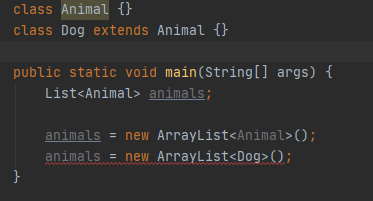 class Animal {}
class Dog extends Animal {}
public static void main(String[] args) {
List<Animal> animals;
animals = new ArrayList<Animal>();
animals = new ArrayList<Dog>();
}